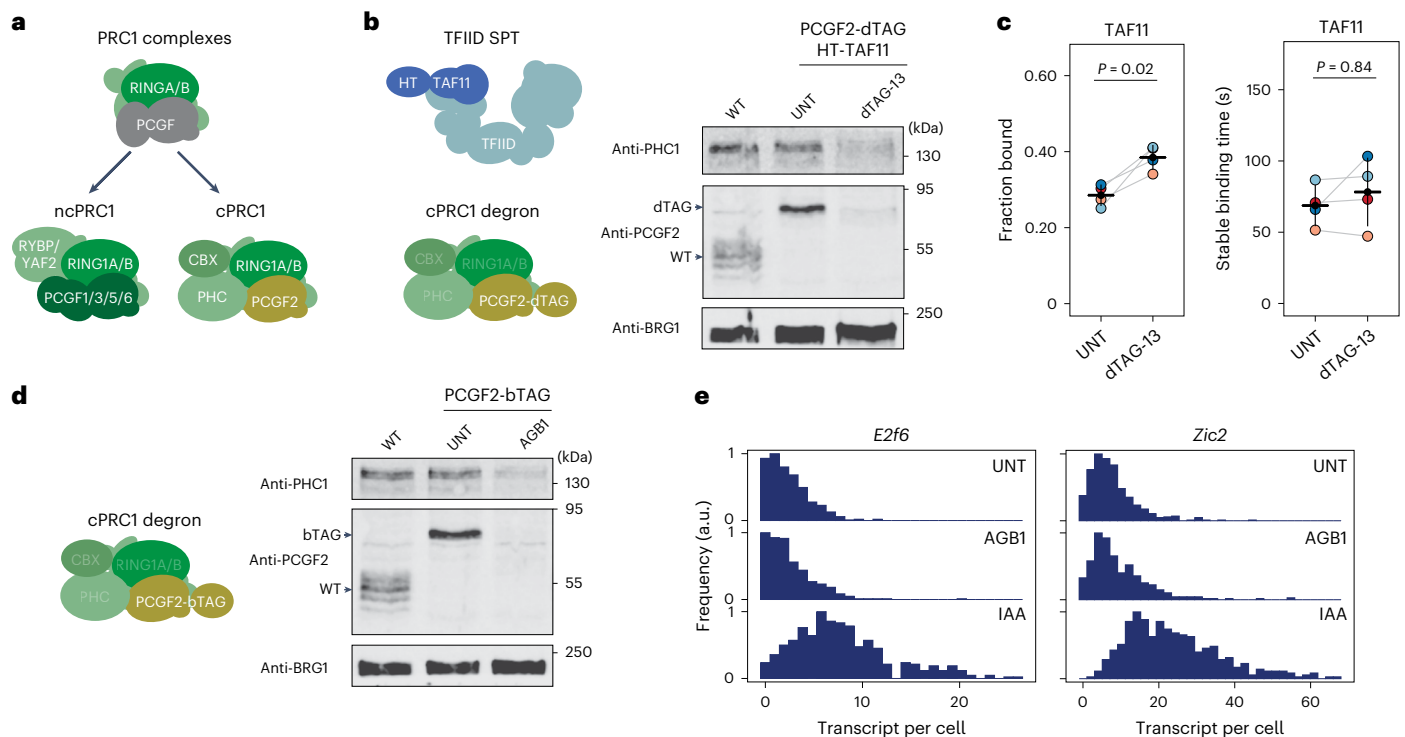 a
PRC1 complexes
RINGA/B
PCGF
ncPRC1
cPRC1
RYBP/
YAF2
RING1A/B
PCGF1/3/5/6
CBX
RING1A/B
PHC
PCGF2
b
TFIID SPT
HT
TAF11
TFIID
cPRC1 degron
CBX
RING1A/B
PHC
PCGF2-dTAG
PCGF2-dTAG
HT-TAF11
WT
UNT
dTAG-13
(kDa)
Anti-PHC1
130
95
dTAG
Anti-PCGF2
WT
55
250
Anti-BRG1
c
TAF11
P = 0.02
Fraction bound
0.60
0.40
0.20
0
UNT
dTAG-13
TAF11
P = 0.84
Stable binding time (s)
150
100
50
0
UNT
dTAG-13
d
cPRC1 degron
CBX
RING1A/B
PHC
PCGF2-bTAG
PCGF2-bTAG
WT
UNT
AGB1
(kDa)
Anti-PHC1
130
95
bTAG
Anti-PCGF2
WT
55
250
Anti-BRG1
e
E2f6
Zic2
Frequency (a.u.)
1
0
UNT
UNT
1
0
AGB1
AGB1
1
0
IAA
IAA
0 10 20
Transcript per cell
0 20 40 60
Transcript per cell